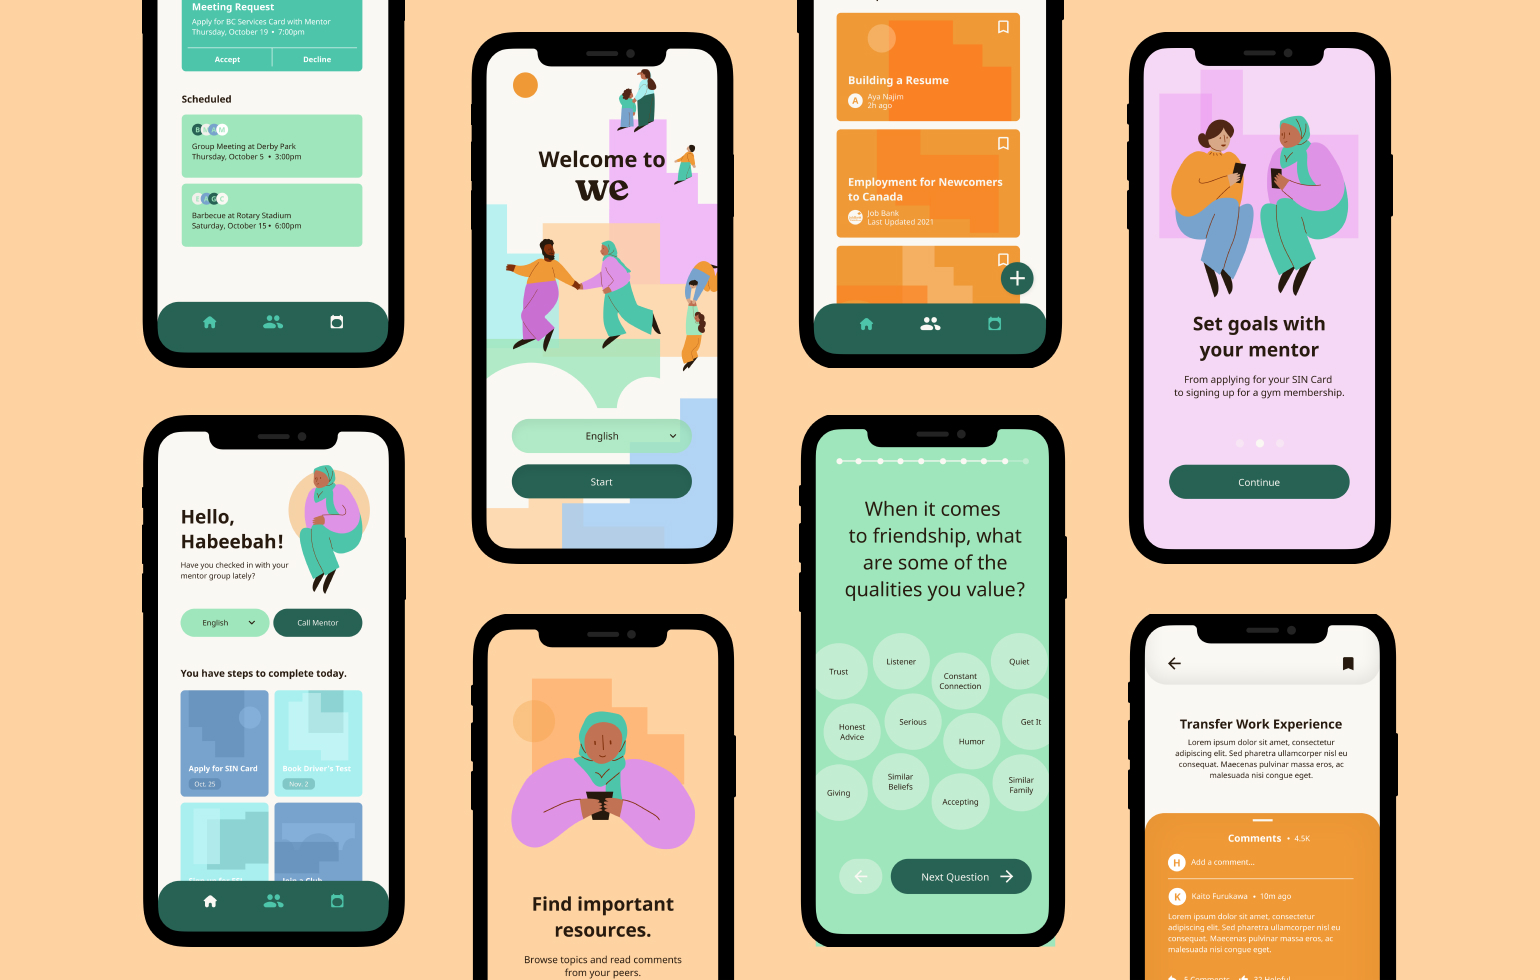 Meeting Request
Apply for BC Services Card with Mentor
Thursday, October 19 • 7:00pm
Accept
Decline
Scheduled
Group Meeting at Derby Park
Thursday, October 5 • 3:00pm
Barbecue at Rotary Stadium
Saturday, October 15 • 6:00pm
Hello,
Habeebah!
Have you checked in with your
mentor group lately?
English
Call Mentor
You have steps to complete today.
Apply for SIN Card
Oct. 25
Book Driver's Test
Nov. 2
Join a Club
Welcome to
we
English
Start
Find important
resources.
Browse topics and read comments
from your peers.
Building a Resume
A
Aya Najim
2h ago
Employment for Newcomers
to Canada
Job Bank
Last Updated 2021
When it comes
to friendship, what
are some of the
qualities you value?
Trust
Listener
Constant
Connection
Quiet
Honest
Advice
Serious
Humor
Get It
Giving
Similar
Beliefs
Accepting
Similar
Family
Next Question
Set goals with
your mentor
From applying for your SIN Card
to signing up for a gym membership.
Continue
Transfer Work Experience
Lorem ipsum dolor sit amet, consectetur
adipiscing elit. Sed pharetra ullamcorper nisl eu
consequat. Maecenas pulvinar massa eros, ac
malesuada nisi congue eget.
Comments • 4.5K
H
Add a comment...
K
Kaito Furukawa • 10m ago
Lorem ipsum dolor sit amet, consectetur
adipiscing elit. Sed pharetra ullamcorper nisl eu
consequat. Maecenas pulvinar massa eros, ac
malesuada nisi congue eget.
5 Comments
32 Helpful